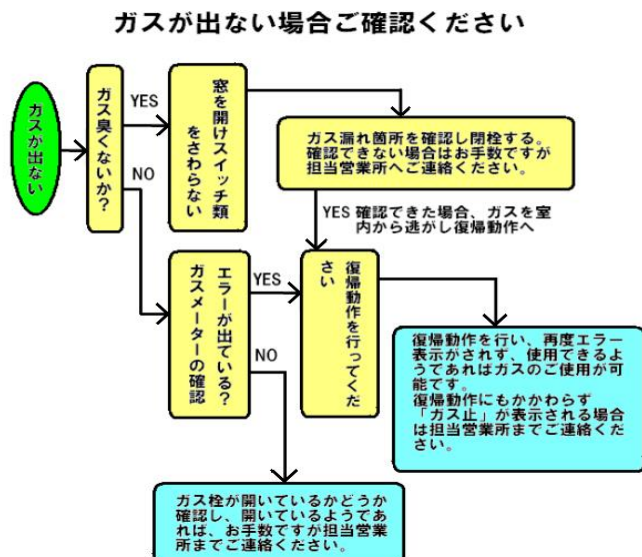 ガスが出ない場合ご確認ください
ガスが出ない
ガス臭くないか？
YES
窓を開けスイッチ類
をさわらない
ガス漏れ箇所を確認し閉栓する。
確認できない場合はお手数ですが
担当営業所へご連絡ください。
NO
YES 確認できた場合、ガスを室
内から逃がし復帰動作へ
エラーが出ている？
ガスメーターの確認
YES
復帰動作を行ってくだ
さい
NO
復帰動作を行い、再度エラー
表示がされず、使用できるよ
うであればガスのご使用が可
能です。
復帰動作にもかかわらず
「ガス止」が表示される場合
は担当営業所までご連絡くだ
さい。
ガス栓が開いているかどうか
確認し、開いているようであ
れば、お手数ですが担当営業
所までご連絡ください。